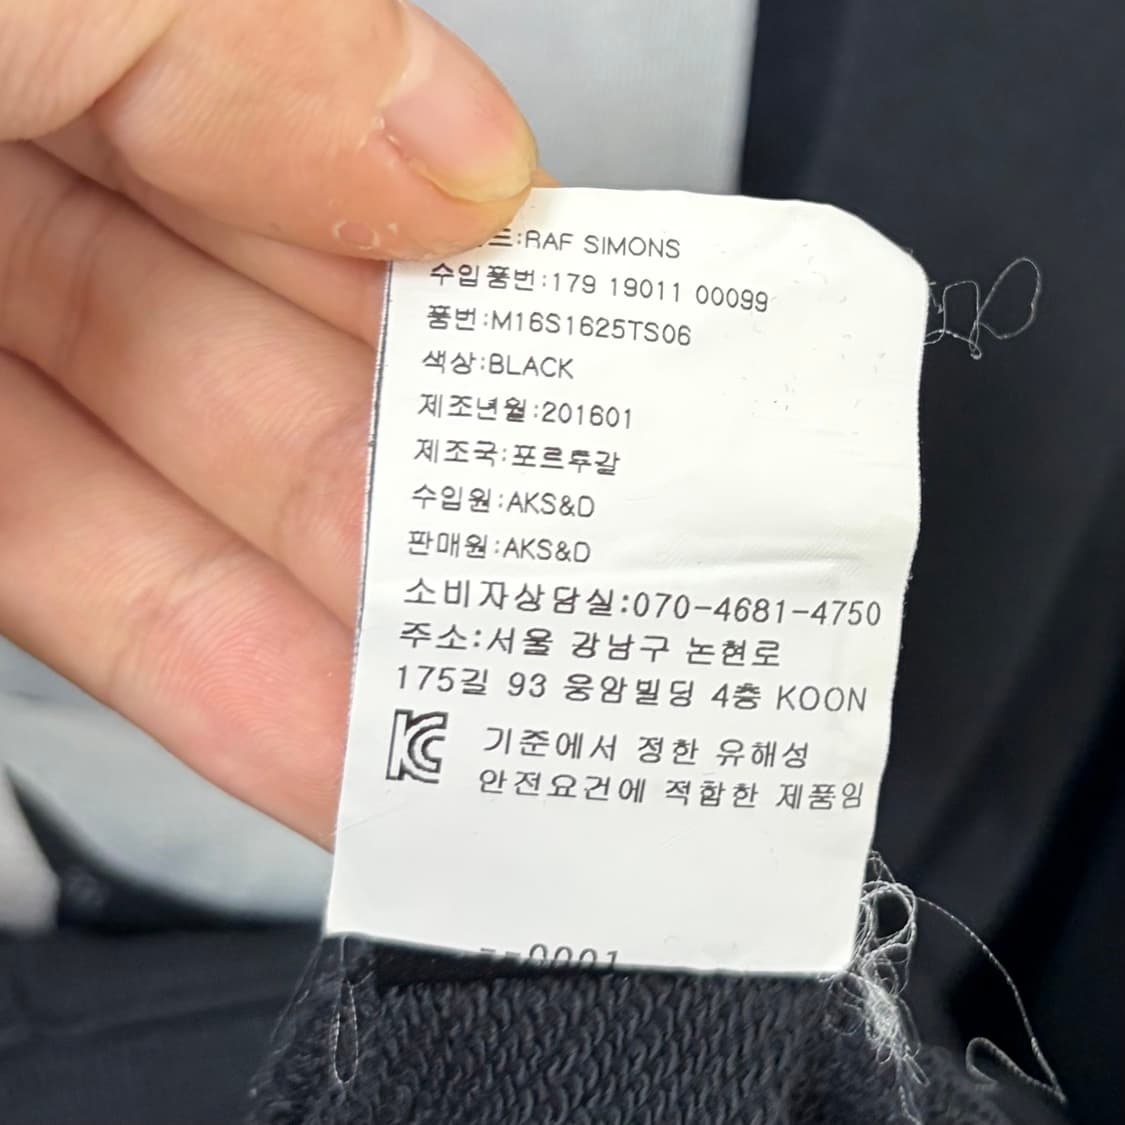 드:RAF SIMONS
수입품번:179 19011 00099
품번:M16S1625TS06
색상:BLACK
제조년월:201601
제조국:포르투갈
수입원:AKS&D
판매원:AKS&D
소비자상담실:070-4681-4750
주소:서울 강남구 논현로
175길 93 웅암빌딩 4층 KOON
KC 기준에서 정한 유해성
안전요건에 적합한 제품임
--0001